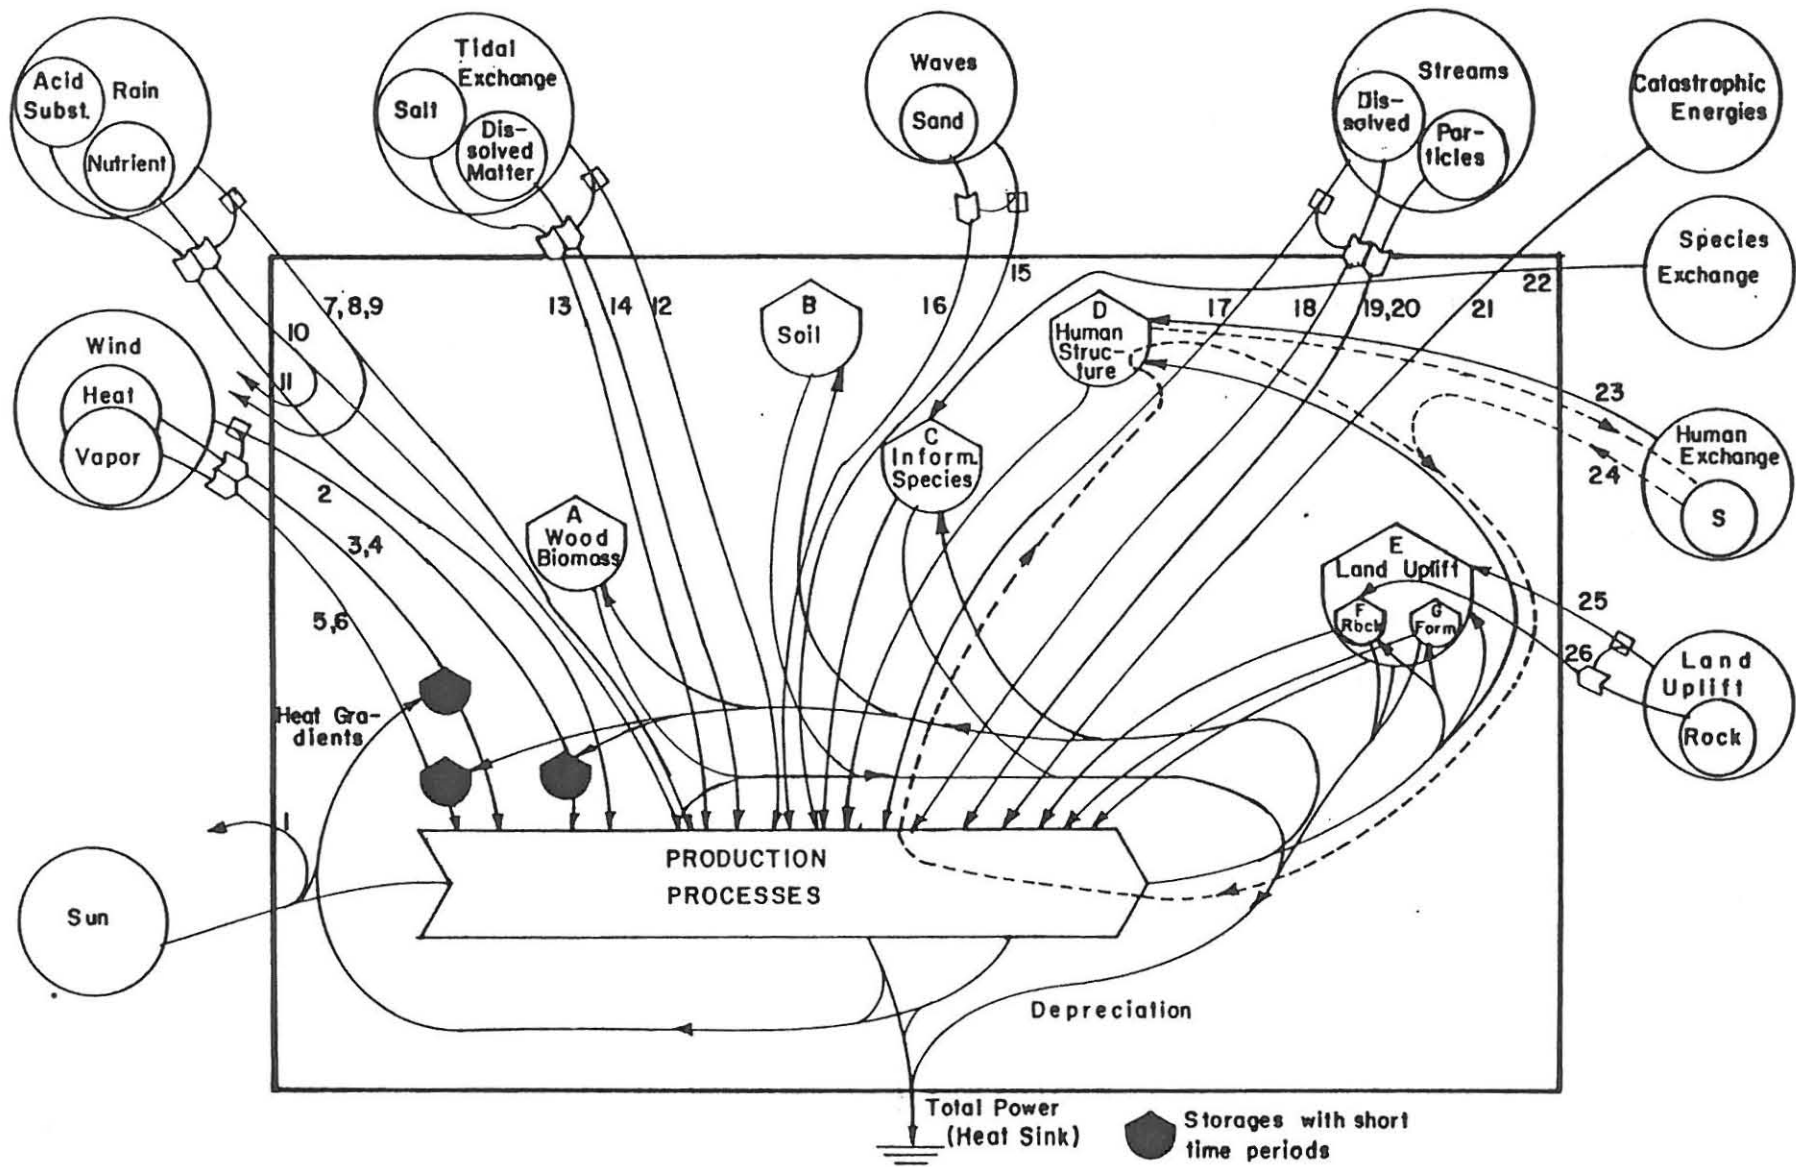 Acid
Subst.
Rain
Nutrient
Tidal
Exchange
Salt
Dis-
solved
Matter
Waves
Sand
Streams
Dis-
solved
Par-
ticles
Catastrophic
Energies
Species
Exchange
Wind
Heat
Vapor
7,8,9
10
11
13
14
12
B
Soil
16
15
D
Human
Struc-
ture
17
18
19,20
21
22
23
24
Human
Exchange
S
2
3,4
5,6
A
Wood
Biomass
C
Inform.
Species
E
Land Uplift
F
Rock
G
Form
25
26
Land
Uplift
Rock
Heat Gra-
dients
1
Sun
PRODUCTION
PROCESSES
Depreciation
Total Power
(Heat Sink)
Storages with short
time periods